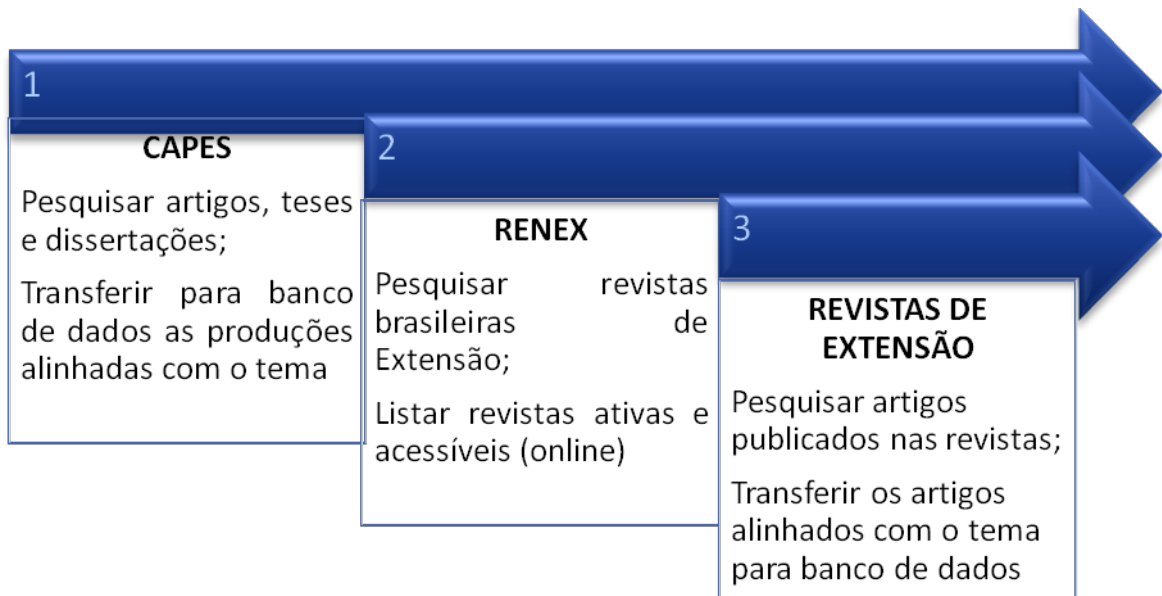 1
CAPES
Pesquisar artigos, teses
e dissertações;
Transferir para banco
de dados as produções
alinhadas com o tema
2
RENEX
Pesquisar revistas
brasileiras de
Extensão;
Listar revistas ativas e
acessíveis (online)
3
REVISTAS DE
EXTENSÃO
Pesquisar artigos
publicados nas revistas;
Transferir os artigos
alinhados com o tema
para banco de dados